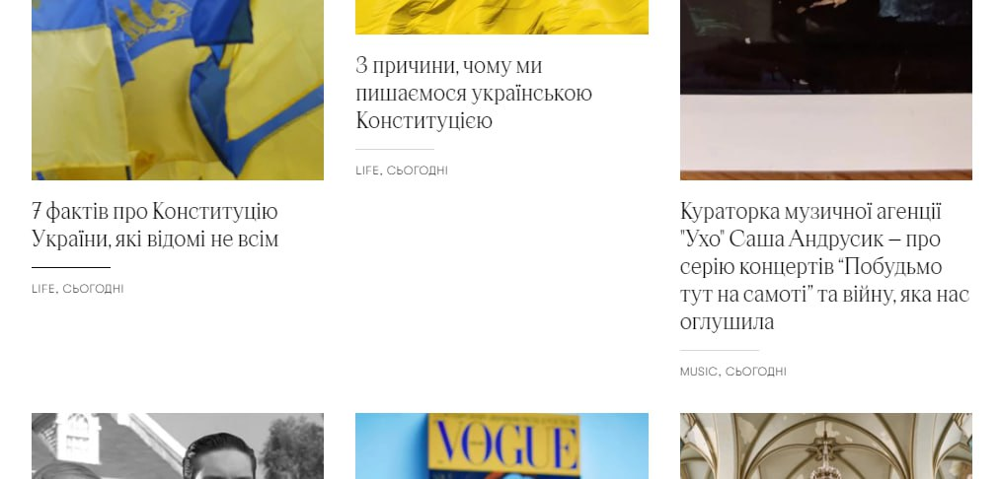 3 причини, чому ми
пишаємося українською
Конституцією
LIFE, СЬОГОДНІ
7 фактів про Конституцію
України, які відомі не всім
LIFE, СЬОГОДНІ
Кураторка музичної агенції
"Ухо" Саша Андрусик – про
серію концертів “Побудьмо
тут на самоті” та війну, яка нас
оглушила
MUSIC, СЬОГОДНІ
VOGUE